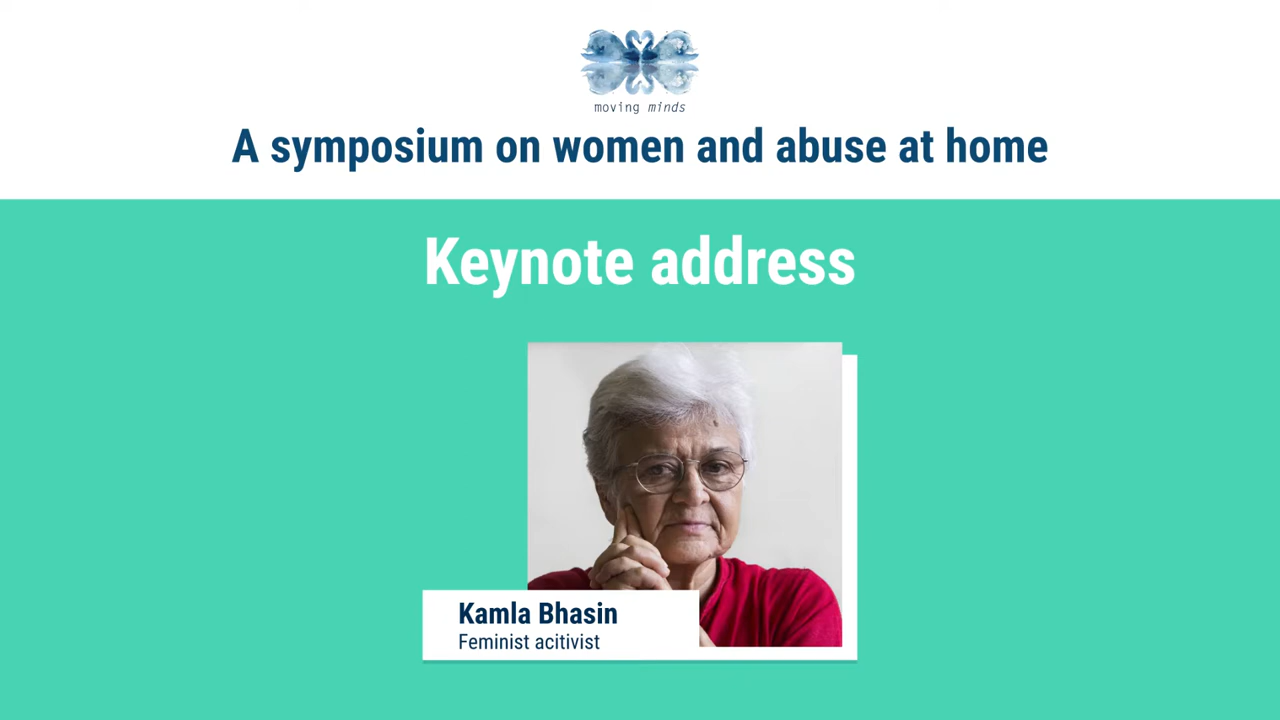 moving minds
A symposium on women and abuse at home
Keynote address
Kamla Bhasin
Feminist acitivist